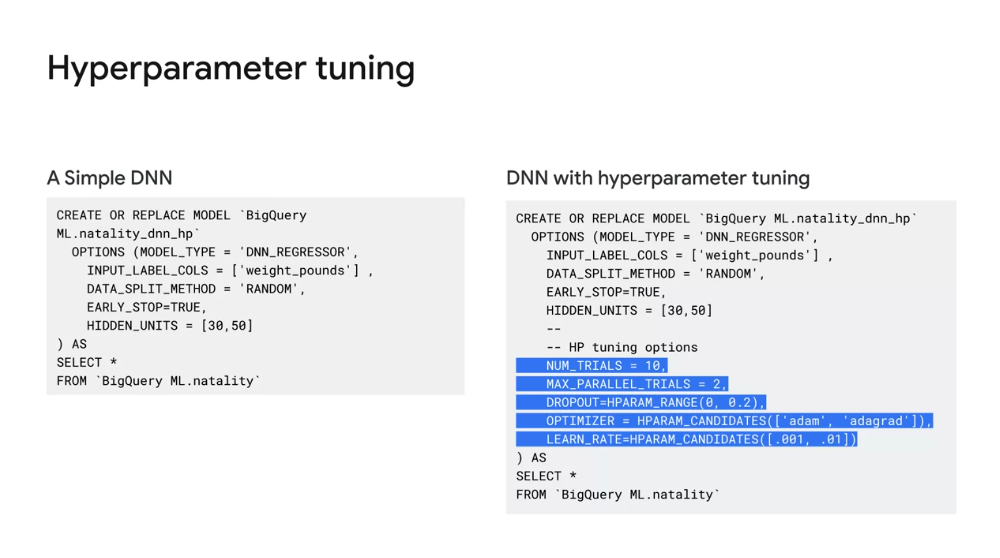 Hyperparameter tuning
A Simple DNN
CREATE OR REPLACE MODEL `BigQuery
ML.natality_dnn_hp`
OPTIONS (MODEL_TYPE = 'DNN_REGRESSOR',
INPUT_LABEL_COLS = ['weight_pounds'] ,
DATA_SPLIT_METHOD = 'RANDOM',
EARLY_STOP=TRUE,
HIDDEN_UNITS = [30,50]
) AS
SELECT *
FROM `BigQuery ML.natality`
DNN with hyperparameter tuning
CREATE OR REPLACE MODEL `BigQuery ML.natality_dnn_hp`
OPTIONS (MODEL_TYPE = 'DNN_REGRESSOR',
INPUT_LABEL_COLS = ['weight_pounds'] ,
DATA_SPLIT_METHOD = 'RANDOM',
EARLY_STOP=TRUE,
HIDDEN_UNITS = [30,50]
--
-- HP tuning options
NUM_TRIALS = 10,
MAX_PARALLEL_TRIALS = 2,
DROPOUT=HPARAM_RANGE(0, 0.2),
OPTIMIZER = HPARAM_CANDIDATES(['adam', 'adagrad']),
LEARN_RATE=HPARAM_CANDIDATES([.001, .01])
) AS
SELECT *
FROM `BigQuery ML.natality`